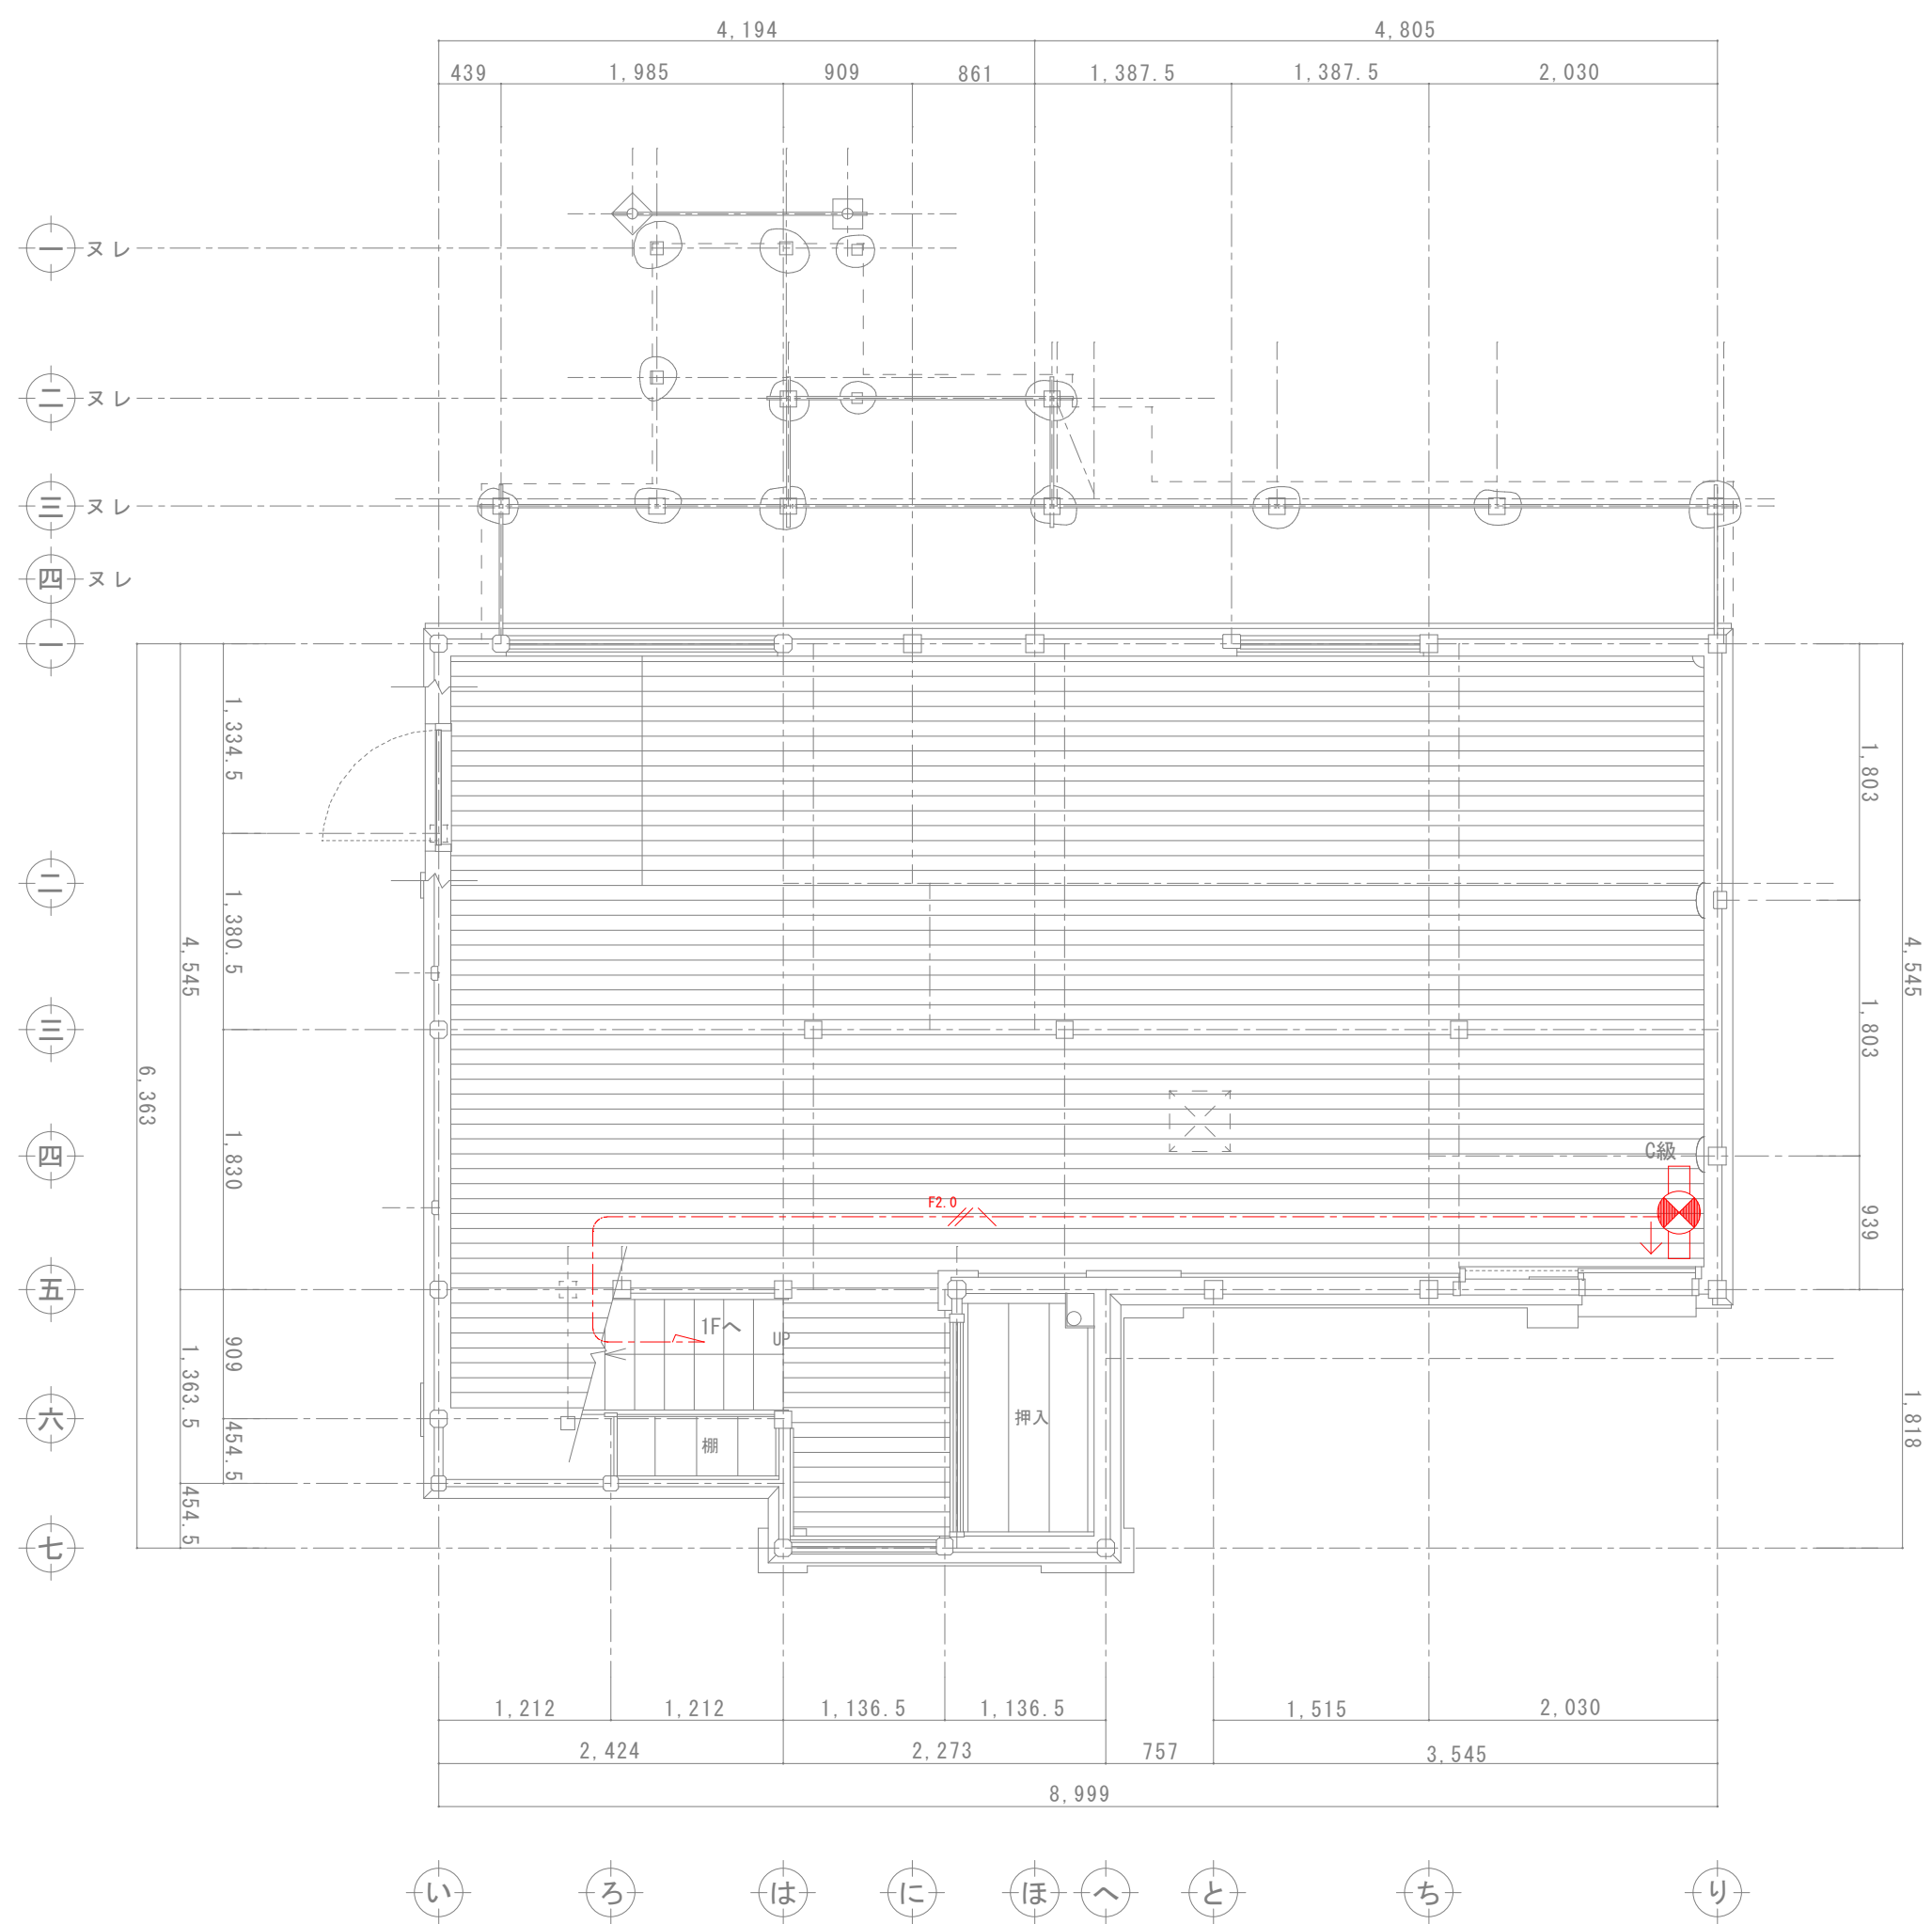 4,194
4,805
439
1,985
909
861
1,387.5
1,387.5
2,030
一 ヌレ
二 ヌレ
三 ヌレ
四 ヌレ
一
二
三
四
五
六
七
1,334.5
1,380.5
1,830
909
454.5
4,545
1,363.5
454.5
6,363
1,803
1,803
939
4,545
1,818
C級
F2.0
1Fへ
UP
押入
棚
1,212
1,212
1,136.5
1,136.5
1,515
2,030
2,424
2,273
757
3,545
8,999
い
ろ
は
に
ほ
へ
と
ち
り